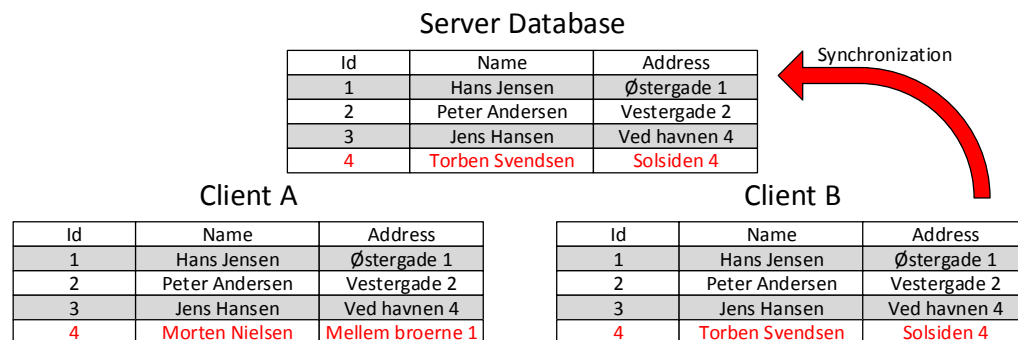 Server Database
Synchronization
Id Name Address
1 Hans Jensen Østergade 1
2 Peter Andersen Vestergade 2
3 Jens Hansen Ved havnen 4
4 Torben Svendsen Solsiden 4
Client A
Id Name Address
1 Hans Jensen Østergade 1
2 Peter Andersen Vestergade 2
3 Jens Hansen Ved havnen 4
4 Morten Nielsen Mellem broerne 1
Client B
Id Name Address
1 Hans Jensen Østergade 1
2 Peter Andersen Vestergade 2
3 Jens Hansen Ved havnen 4
4 Torben Svendsen Solsiden 4